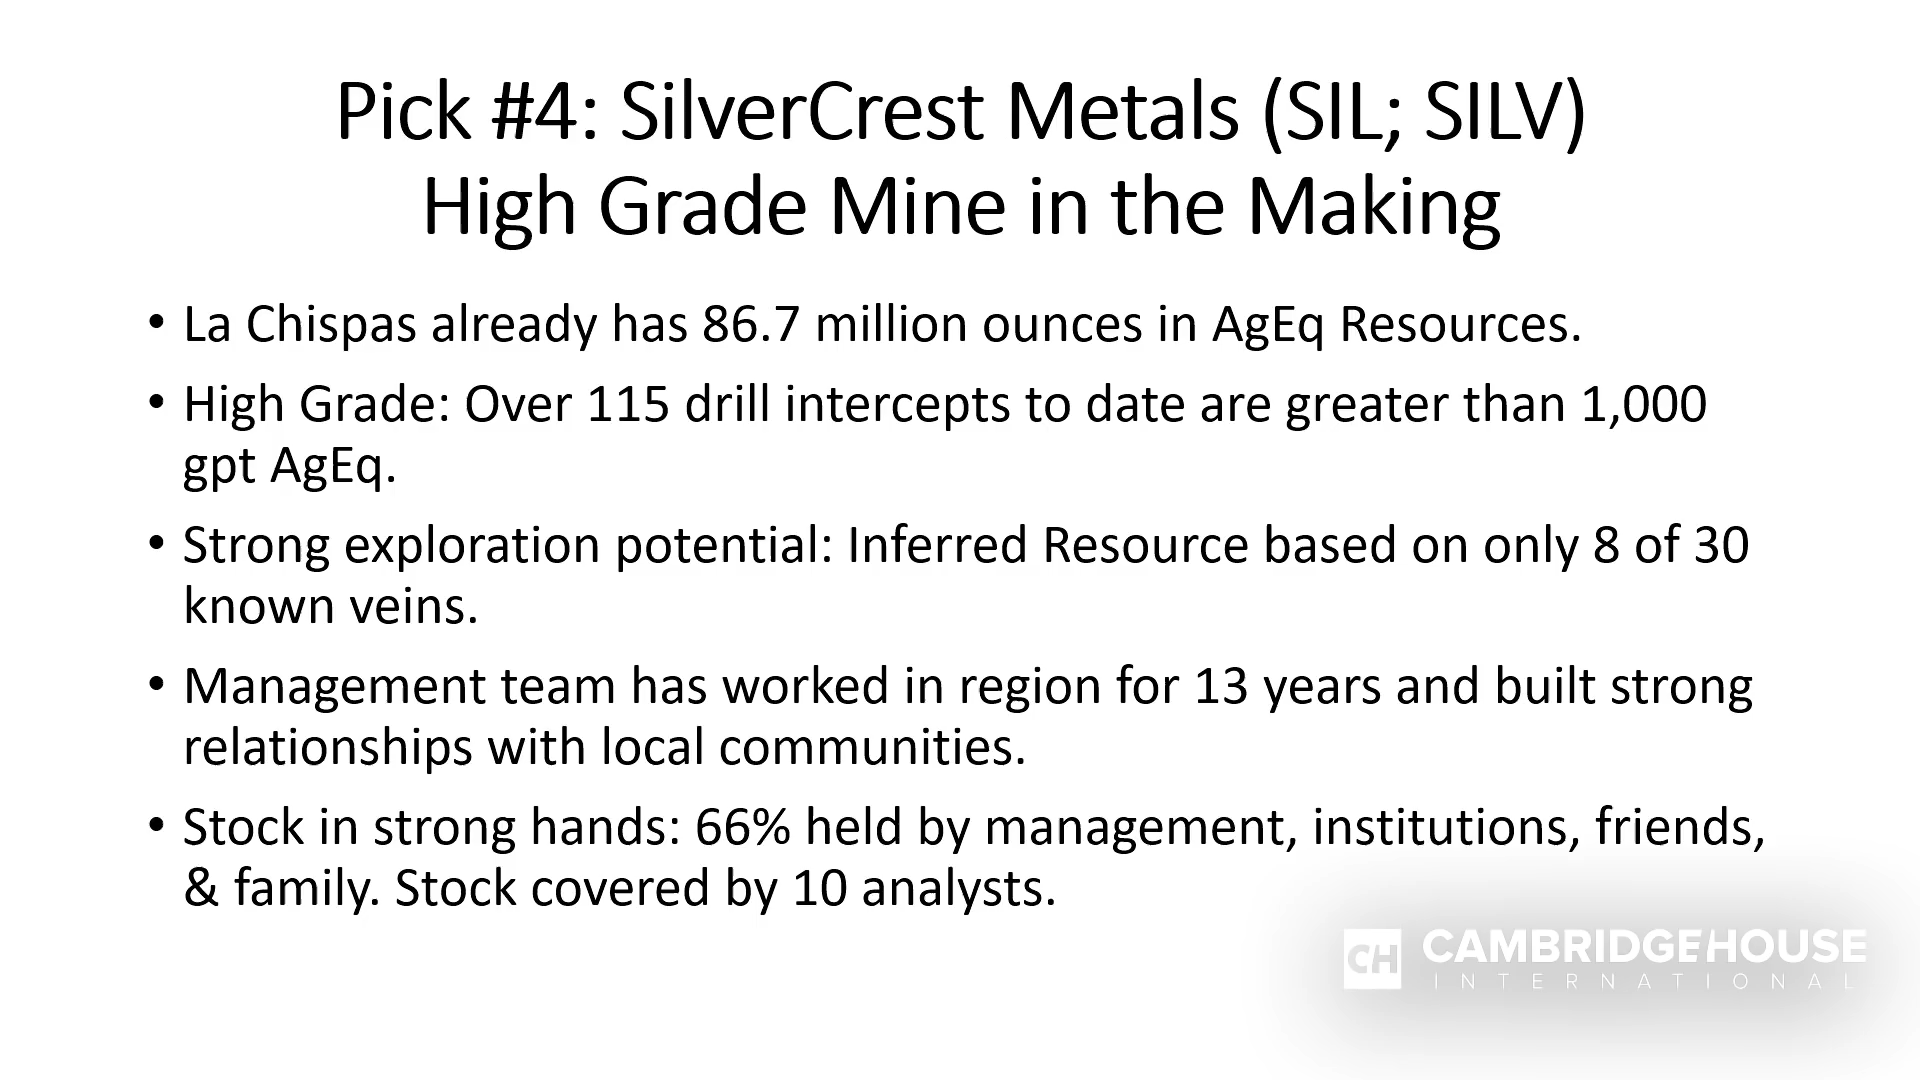 Pick #4: SilverCrest Metals (SIL; SILV)
High Grade Mine in the Making
• La Chispas already has 86.7 million ounces in AgEq Resources.
• High Grade: Over 115 drill intercepts to date are greater than 1,000
gpt AgEq.
• Strong exploration potential: Inferred Resource based on only 8 of 30
known veins.
• Management team has worked in region for 13 years and built strong
relationships with local communities.
• Stock in strong hands: 66% held by management, institutions, friends,
& family. Stock covered by 10 analysts.
CH CAMBRIDGEHOUSE
INTERNATIONAL